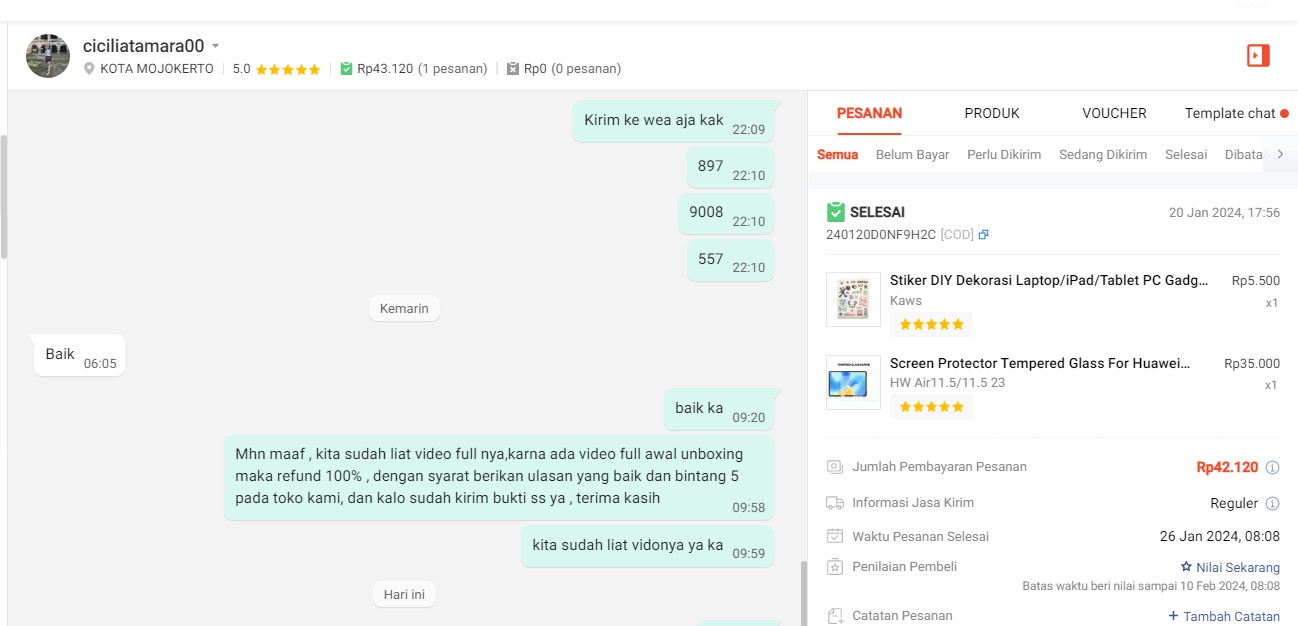 ciciliatamara00
KOTA MOJOKERTO 5.0 Rp43.120 (1 pesanan) Rp0 (0 pesanan)
Kirim ke wea aja kak 22:09
897 22:10
9008 22:10
557 22:10
Kemarin
Baik 06:05
baik ka 09:20
Mhn maaf , kita sudah liat video full nya,karna ada video full awal unboxing
maka refund 100% , dengan syarat berikan ulasan yang baik dan bintang 5
pada toko kami, dan kalo sudah kirim bukti ss ya , terima kasih
09:58
kita sudah liat vidonya ya ka 09:59
Hari ini
PESANAN PRODUK VOUCHER Template chat
Semua Belum Bayar Perlu Dikirim Sedang Dikirim Selesai Dibata
SELESAI 20 Jan 2024, 17:56
240120D0NF9H2C [COD]
Stiker DIY Dekorasi Laptop/iPad/Tablet PC Gadg... Rp5.500
Kaws x1
Screen Protector Tempered Glass For Huawei... Rp35.000
HW Air11.5/11.5 23 x1
Jumlah Pembayaran Pesanan Rp42.120
Informasi Jasa Kirim Reguler
Waktu Pesanan Selesai 26 Jan 2024, 08:08
Penilaian Pembeli Nilai Sekarang
Batas waktu beri nilai sampai 10 Feb 2024, 08:08
Catatan Pesanan + Tambah Catatan